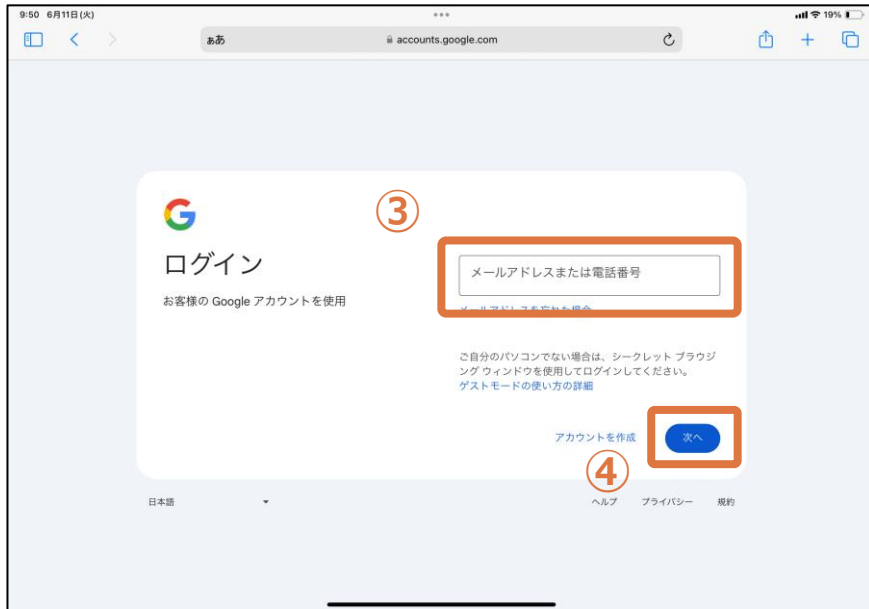 9:50 6月11日(火)
19%
ぁあ
accounts.google.com
③
ログイン
お客様の Google アカウントを使用
メールアドレスまたは電話番号
メールアドレスを忘れた場合
ご自分のパソコンでない場合は、シークレット ブラウジ
ング ウィンドウを使用してログインしてください。
ゲストモードの使い方の詳細
アカウントを作成
次へ
④
日本語
ヘルプ プライバシー 規約